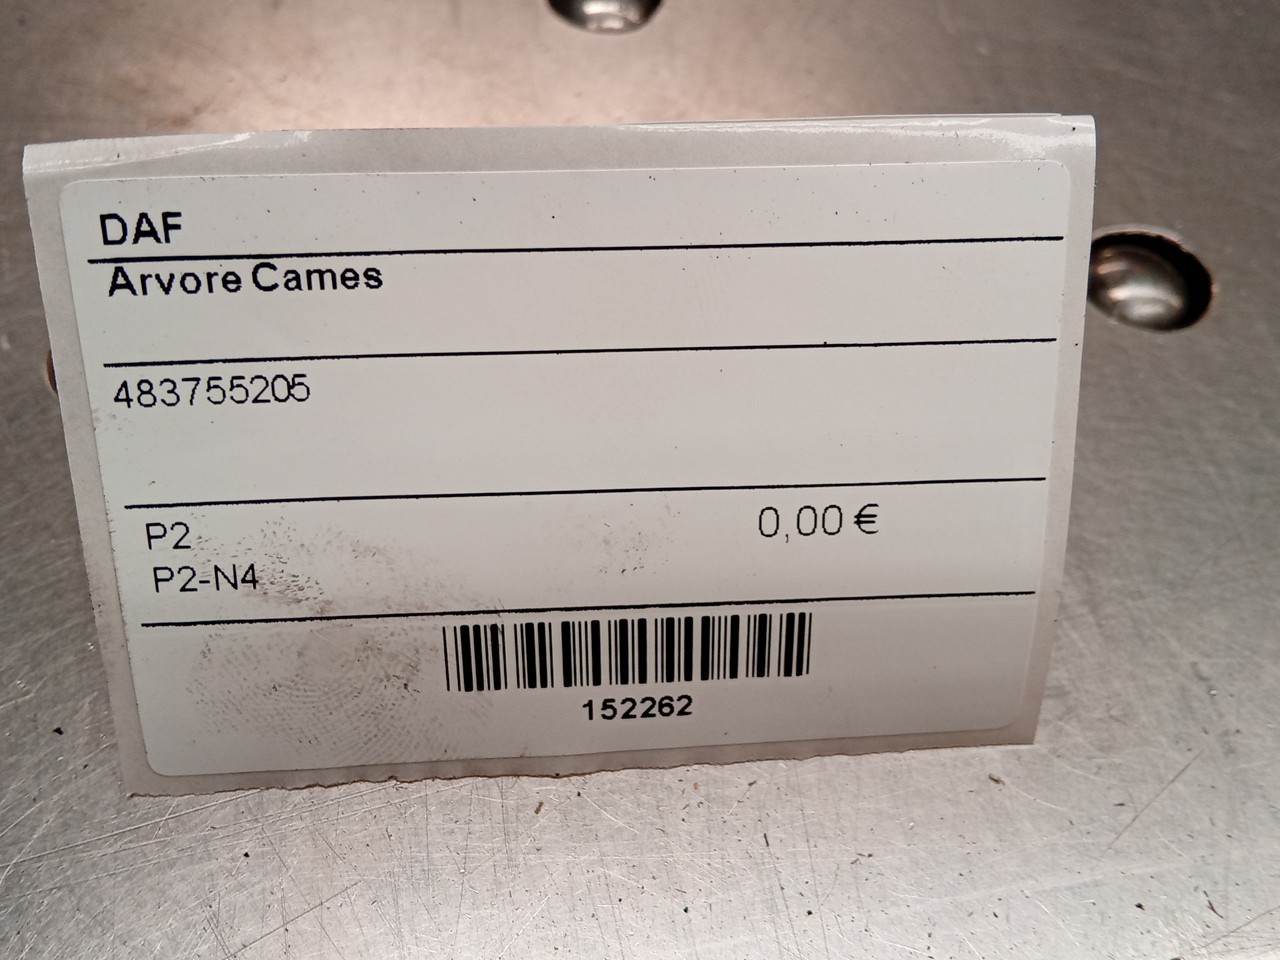 DAF
Arvore Cames
483755205
P2
0,00 €
P2-N4
152262